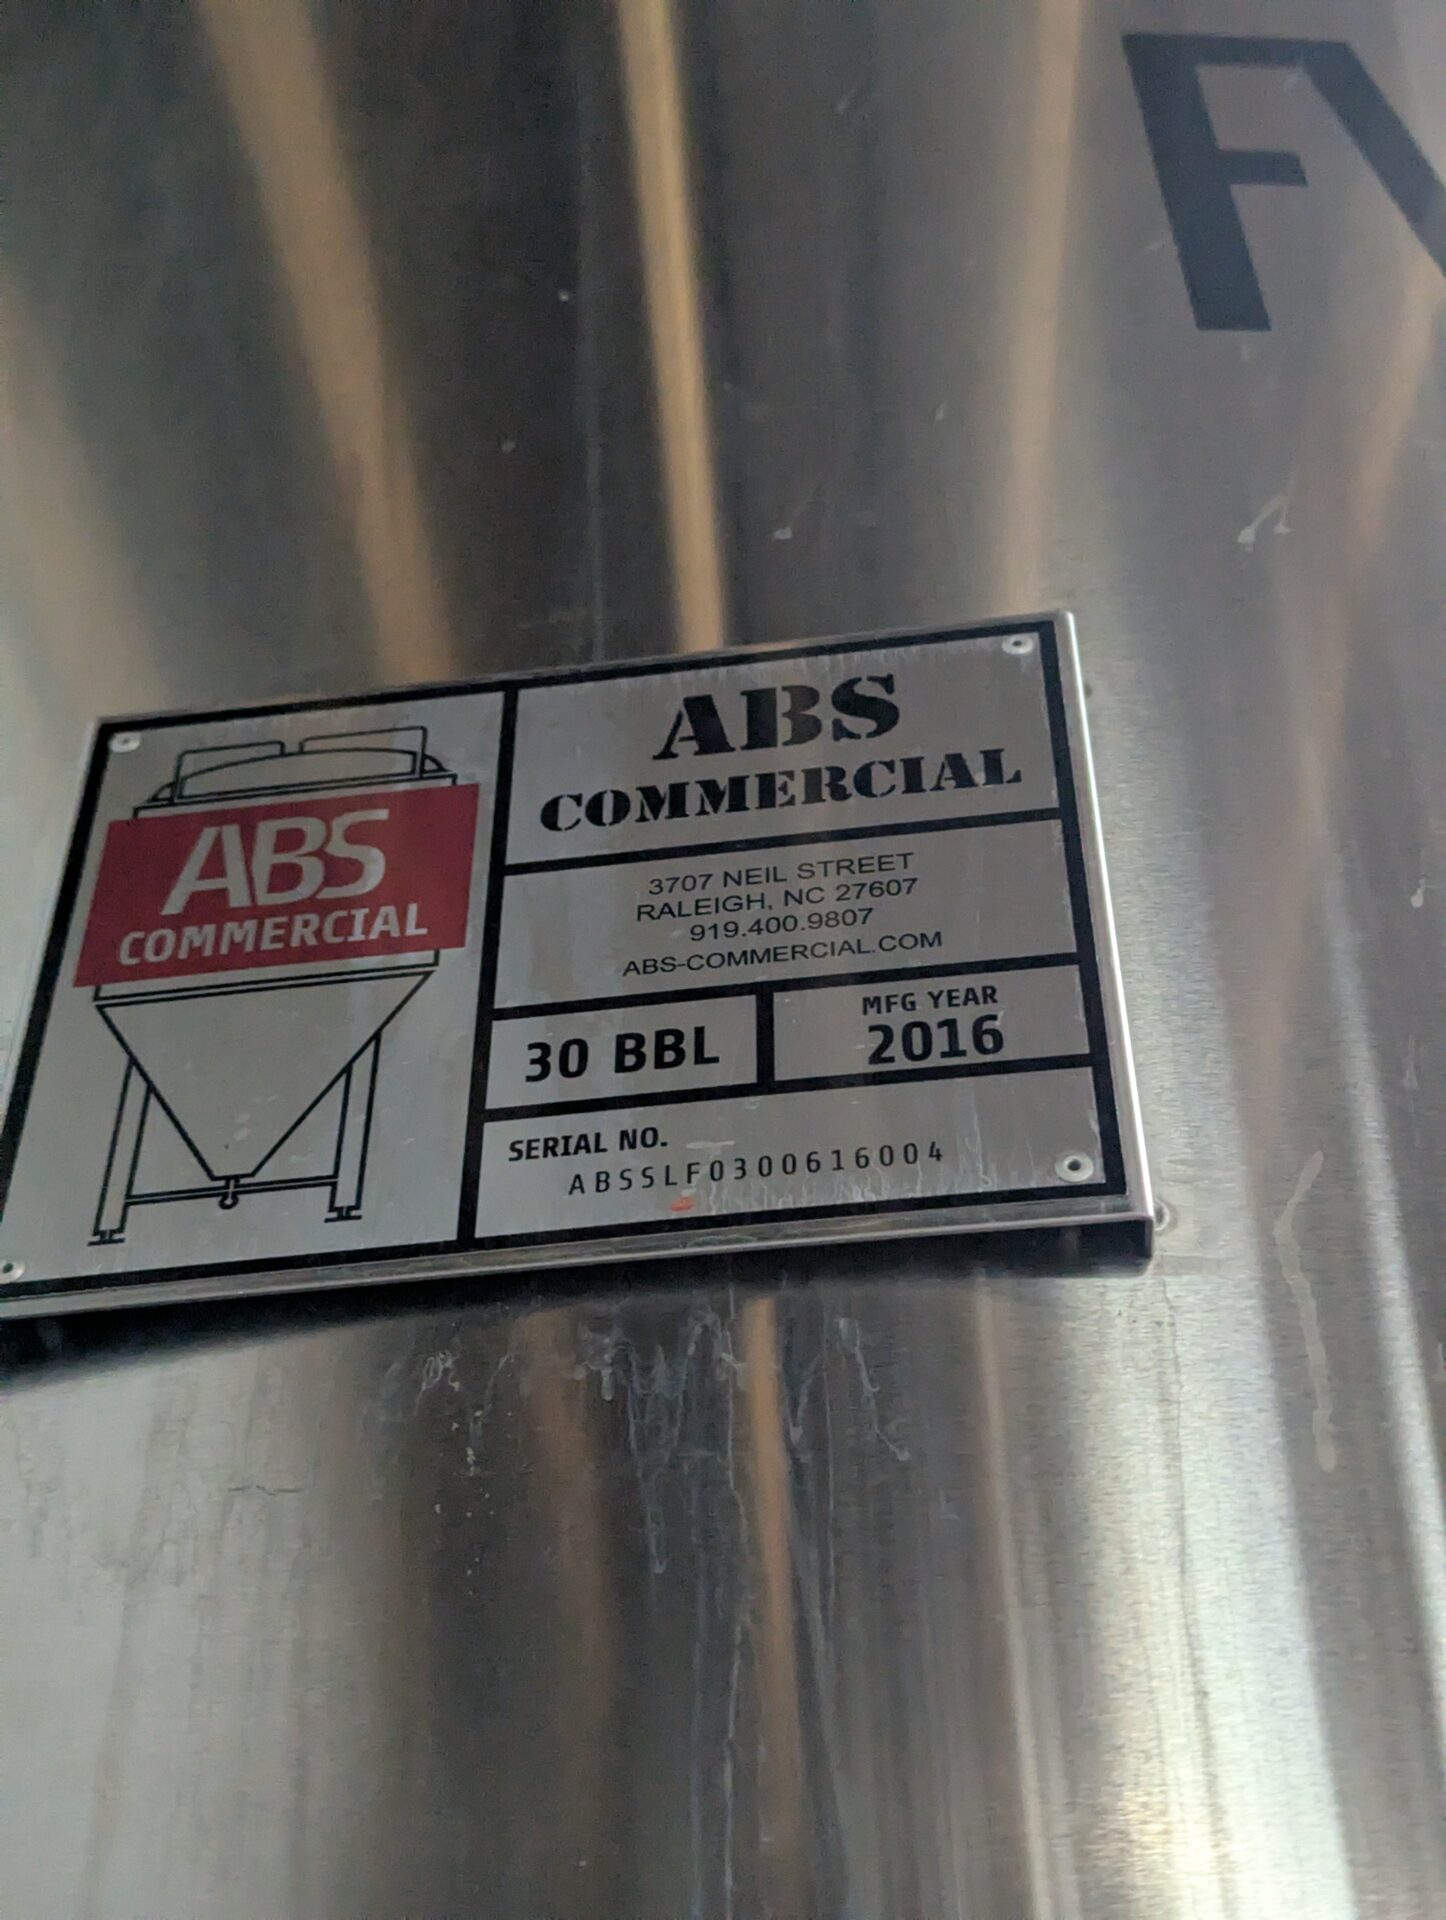 FV
ABS
COMMERCIAL
ABS
COMMERCIAL
3707 NEIL STREET
RALEIGH, NC 27607
919.400.9807
ABS-COMMERCIAL.COM
30 BBL
MFG YEAR
2016
SERIAL NO.
ABSSLF0300616004